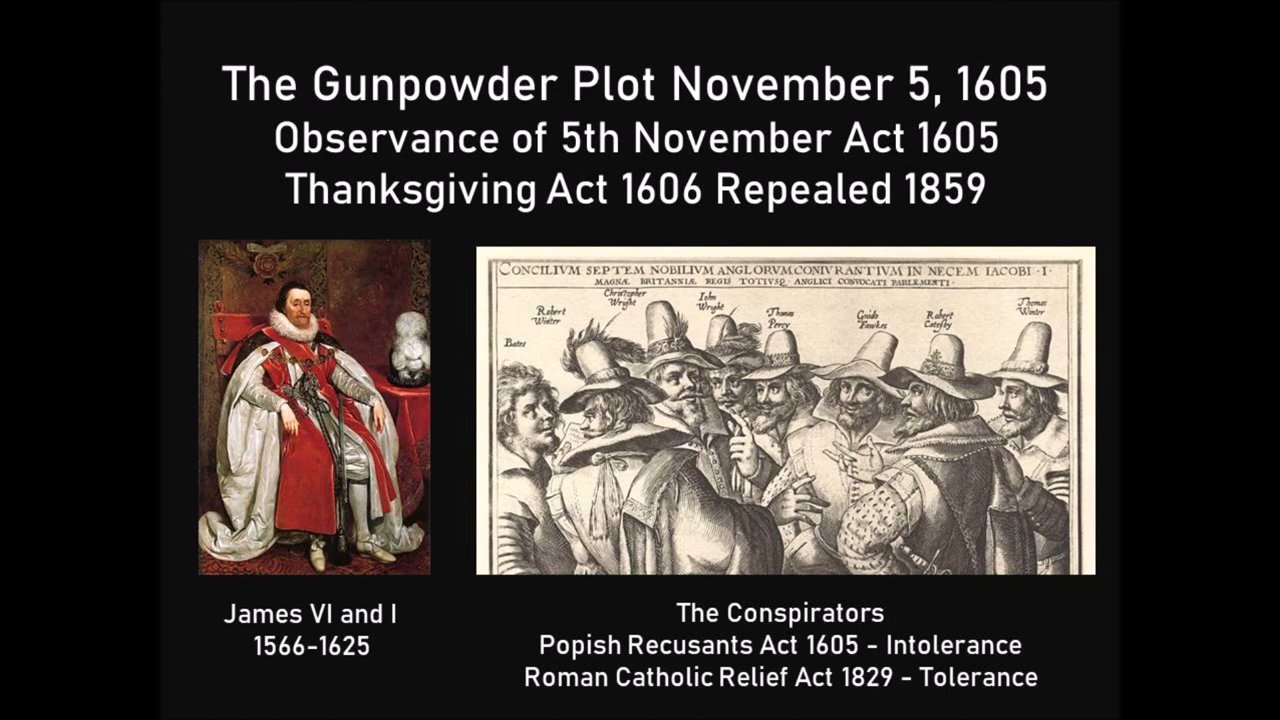 The Gunpowder Plot November 5, 1605
Observance of 5th November Act 1605
Thanksgiving Act 1606 Repealed 1859
CONCILIVM SEPTEM NOBILIVM ANGLORVM CONIVRANTIVM IN NECEM IACOBI · I ·
MAGNÆ BRITANNIÆ REGIS TOTIVSQ · ANGLICI CONVOCATI PARLEMENTI ·
Bates
Robert
Winter
Christopher
Wright
Iohn
Wright
Thomas
Percy
Guido
Fawkes
Robert
Catesby
Thomas
Winter
James VI and I
1566-1625
The Conspirators
Popish Recusants Act 1605 - Intolerance
Roman Catholic Relief Act 1829 - Tolerance